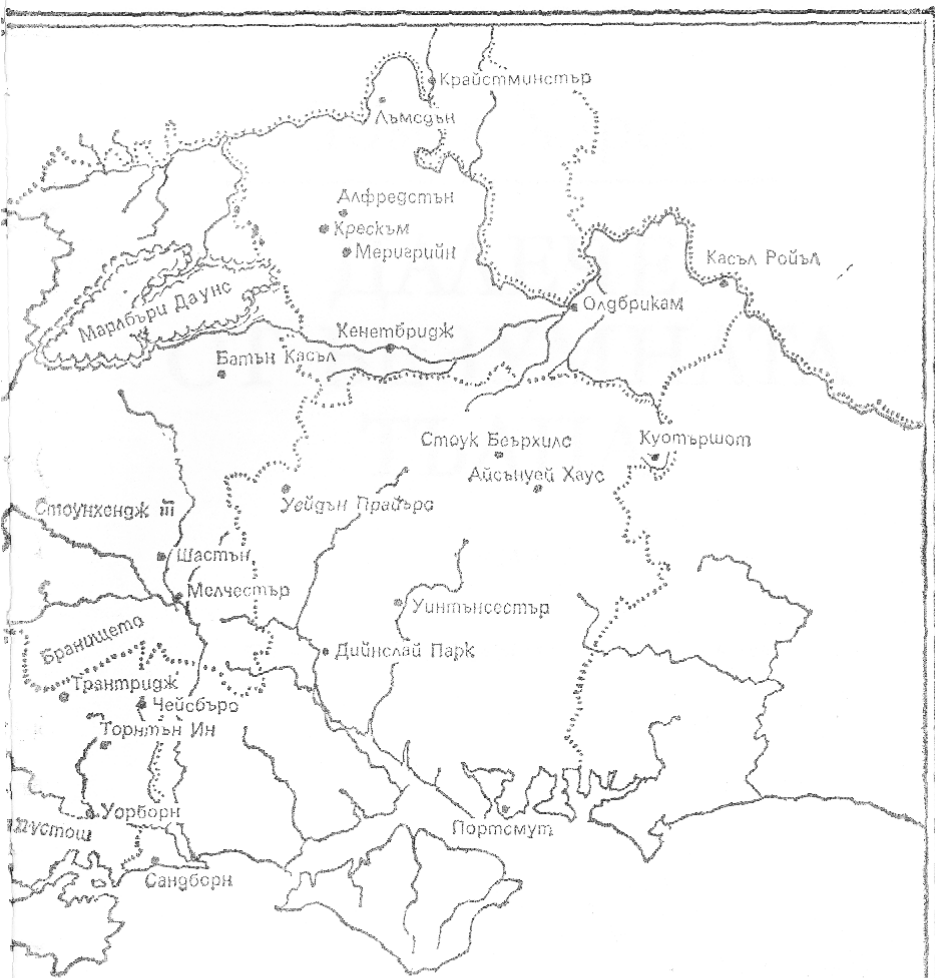 Крайстминстър
Лъмсдън
Алфредстън
Крескъм
Меригрийн
Касъл Ройъл
Марлбъри Даунс
Олдбрикам
Кенетбридж
Батън Касъл
Стоук Беърхилс
Куотършот
Айсънуей Хаус
Уейдън Прайърс
Стоунхендж
Шастън
Мелчестър
Уинтънсестър
Бранището
Дийнслай Парк
Трантридж
Чейсбъро
Торнтън Ин
Уорборн
Портсмут
пустош
Сандборн